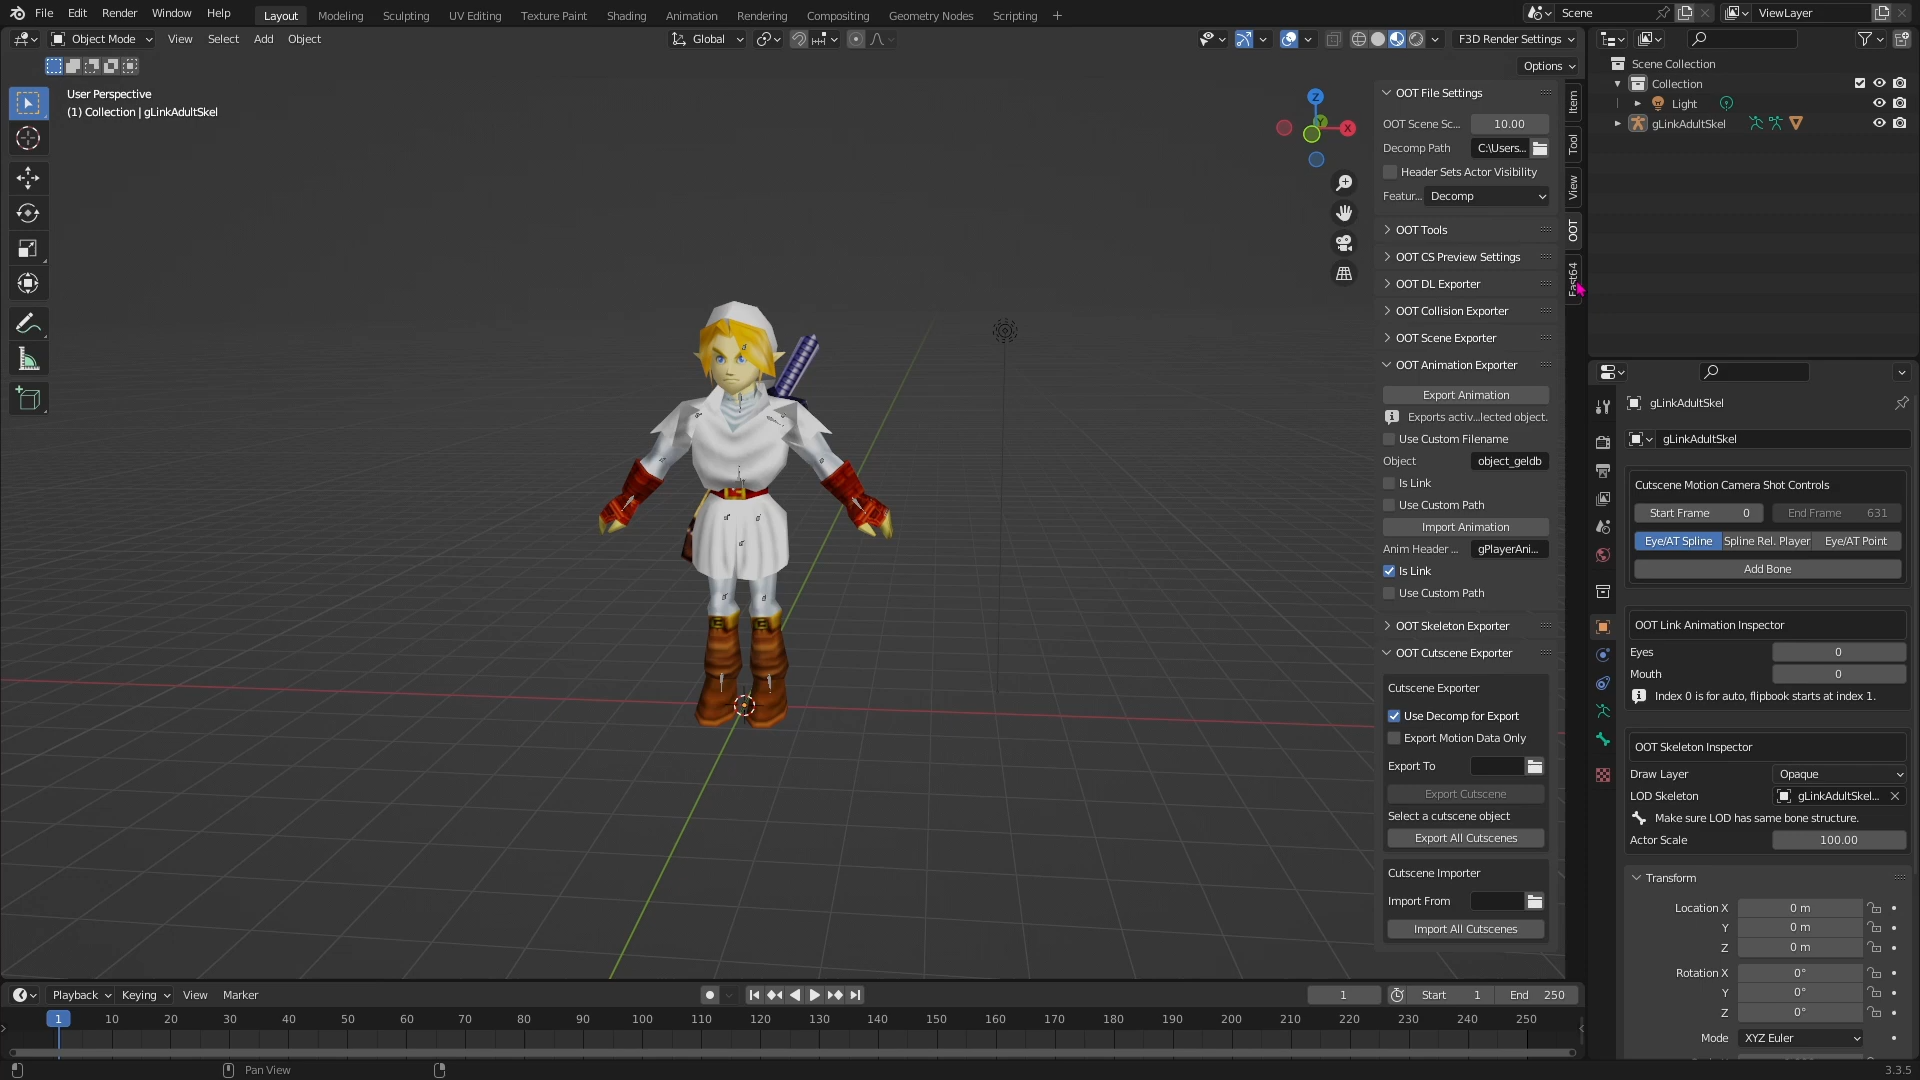 File Edit Render Window Help Layout Modeling Sculpting UV Editing Texture Paint Shading Animation Rendering Compositing Geometry Nodes Scripting + Scene ViewLayer
Object Mode View Select Add Object Global F3D Render Settings
Options
User Perspective
(1) Collection | gLinkAdultSkel
Z
Y
X
OOT File Settings
OOT Scene Sc... 10.00
Decomp Path C:\Users...
Header Sets Actor Visibility
Featur... Decomp
OOT Tools
OOT CS Preview Settings
OOT DL Exporter
OOT Collision Exporter
OOT Scene Exporter
OOT Animation Exporter
Export Animation
Exports activ...lected object.
Use Custom Filename
Object object_geldb
Is Link
Use Custom Path
Import Animation
Anim Header ... gPlayerAni...
Is Link
Use Custom Path
OOT Skeleton Exporter
OOT Cutscene Exporter
Cutscene Exporter
Use Decomp for Export
Export Motion Data Only
Export To
Export Cutscene
Select a cutscene object
Export All Cutscenes
Cutscene Importer
Import From
Import All Cutscenes
Item
Tool
View
OOT
Fast64
Scene Collection
Collection
Light
gLinkAdultSkel
gLinkAdultSkel
gLinkAdultSkel
Cutscene Motion Camera Shot Controls
Start Frame 0 End Frame 631
Eye/AT Spline Spline Rel. Player Eye/AT Point
Add Bone
OOT Link Animation Inspector
Eyes 0
Mouth 0
Index 0 is for auto, flipbook starts at index 1.
OOT Skeleton Inspector
Draw Layer Opaque
LOD Skeleton gLinkAdultSkel...
Make sure LOD has same bone structure.
Actor Scale 100.00
Transform
Location X 0 m
Y 0 m
Z 0 m
Rotation X 0°
Y 0°
Z 0°
Mode XYZ Euler
Playback Keying View Marker 1 Start 1 End 250
1 10 20 30 40 50 60 70 80 90 100 110 120 130 140 150 160 170 180 190 200 210 220 230 240 250
Pan View
3.3.5